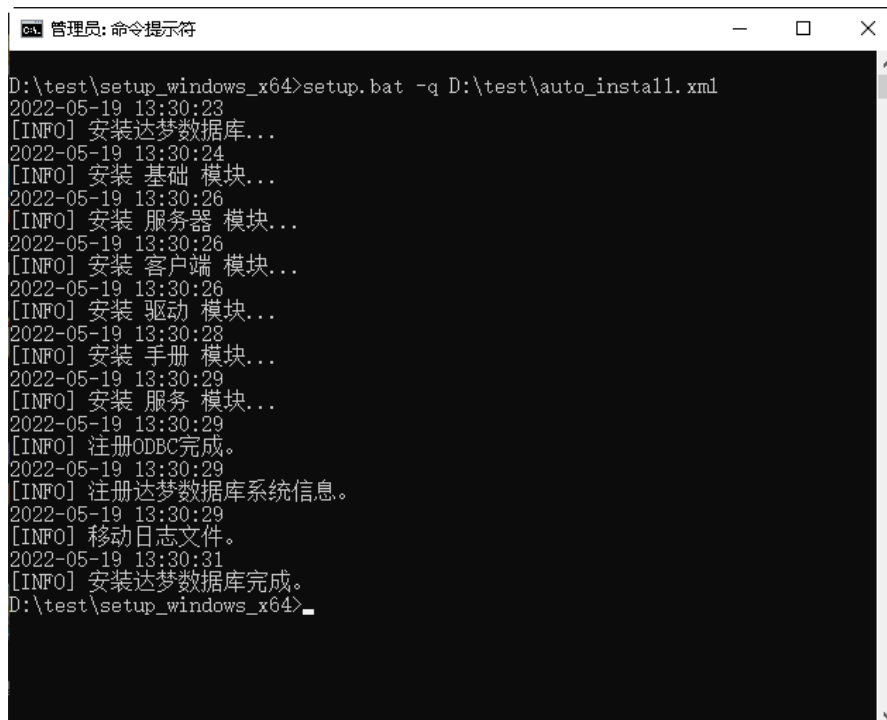 管理员: 命令提示符
D:\test\setup_windows_x64>setup.bat -q D:\test\auto_install.xml
2022-05-19 13:30:23
[INFO] 安装达梦数据库...
2022-05-19 13:30:24
[INFO] 安装 基础 模块...
2022-05-19 13:30:26
[INFO] 安装 服务器 模块...
2022-05-19 13:30:26
[INFO] 安装 客户端 模块...
2022-05-19 13:30:26
[INFO] 安装 驱动 模块...
2022-05-19 13:30:28
[INFO] 安装 手册 模块...
2022-05-19 13:30:29
[INFO] 安装 服务 模块...
2022-05-19 13:30:29
[INFO] 注册ODBC完成。
2022-05-19 13:30:29
[INFO] 注册达梦数据库系统信息。
2022-05-19 13:30:29
[INFO] 移动日志文件。
2022-05-19 13:30:31
[INFO] 安装达梦数据库完成。
D:\test\setup_windows_x64>